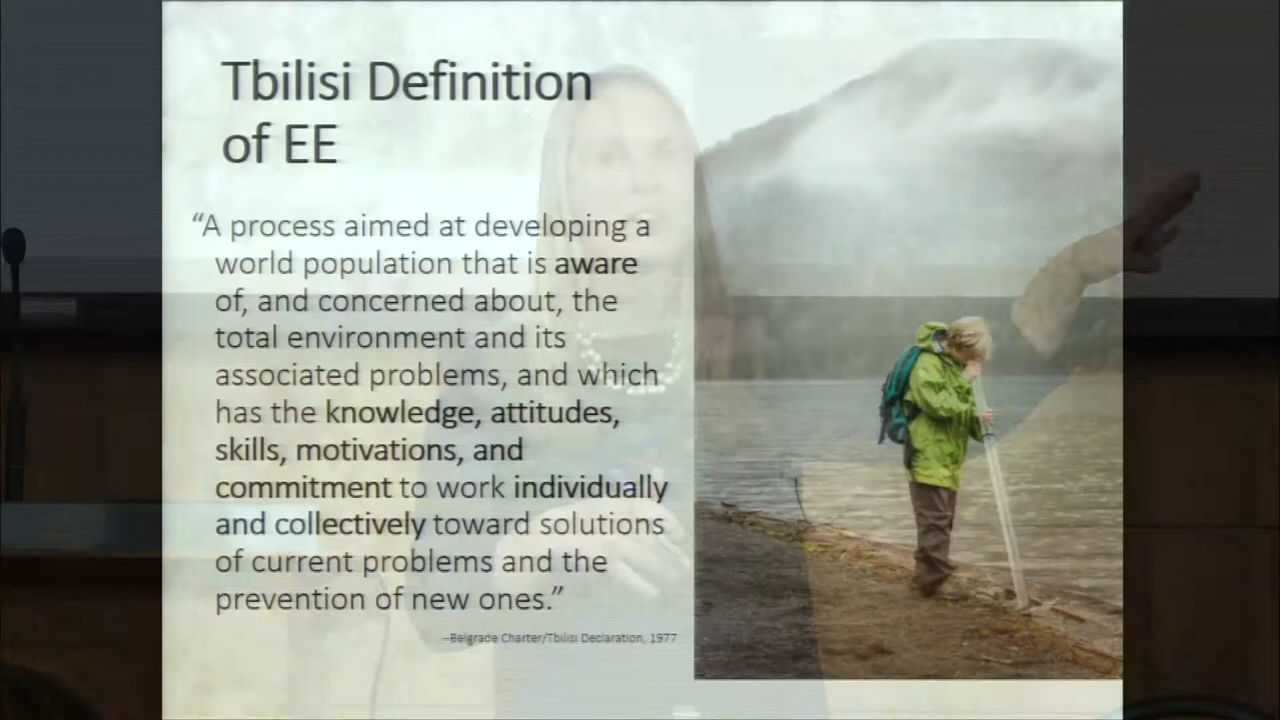 Tbilisi Definition
of EE
“A process aimed at developing a
world population that is aware
of, and concerned about, the
total environment and its
associated problems, and which
has the knowledge, attitudes,
skills, motivations, and
commitment to work individually
and collectively toward solutions
of current problems and the
prevention of new ones.”
–Belgrade Charter/Tbilisi Declaration, 1977